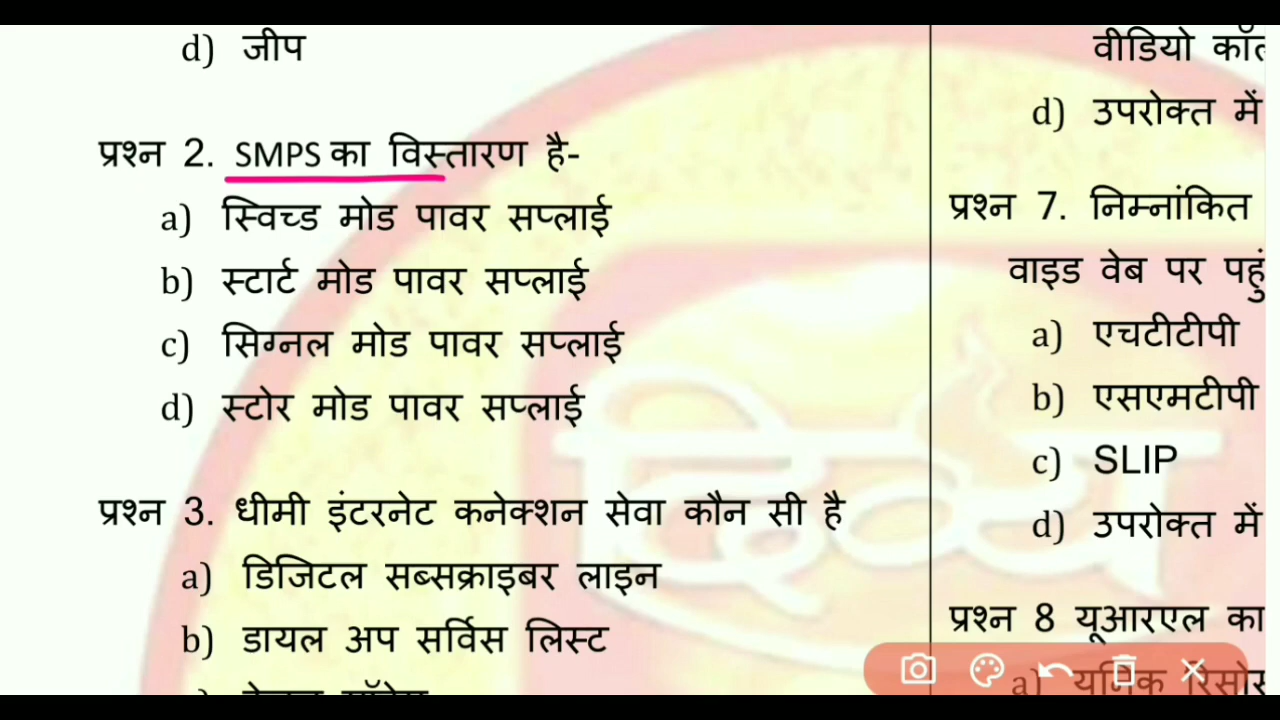 d) जीप
प्रश्न 2. SMPS का विस्तारण है-
a) स्विच्ड मोड पावर सप्लाई
b) स्टार्ट मोड पावर सप्लाई
c) सिग्नल मोड पावर सप्लाई
d) स्टोर मोड पावर सप्लाई
प्रश्न 3. धीमी इंटरनेट कनेक्शन सेवा कौन सी है
a) डिजिटल सब्सक्राइबर लाइन
b) डायल अप सर्विस लिस्ट
वीडियो
d) उपरोक्त में
प्रश्न 7. निम्नांकित
वाइड वेब पर
a) एचटीटीपी
b) एसएमटीपी
c) SLIP
d) उपरोक्त में
प्रश्न 8 यूआरएल का
a)
दिव्य